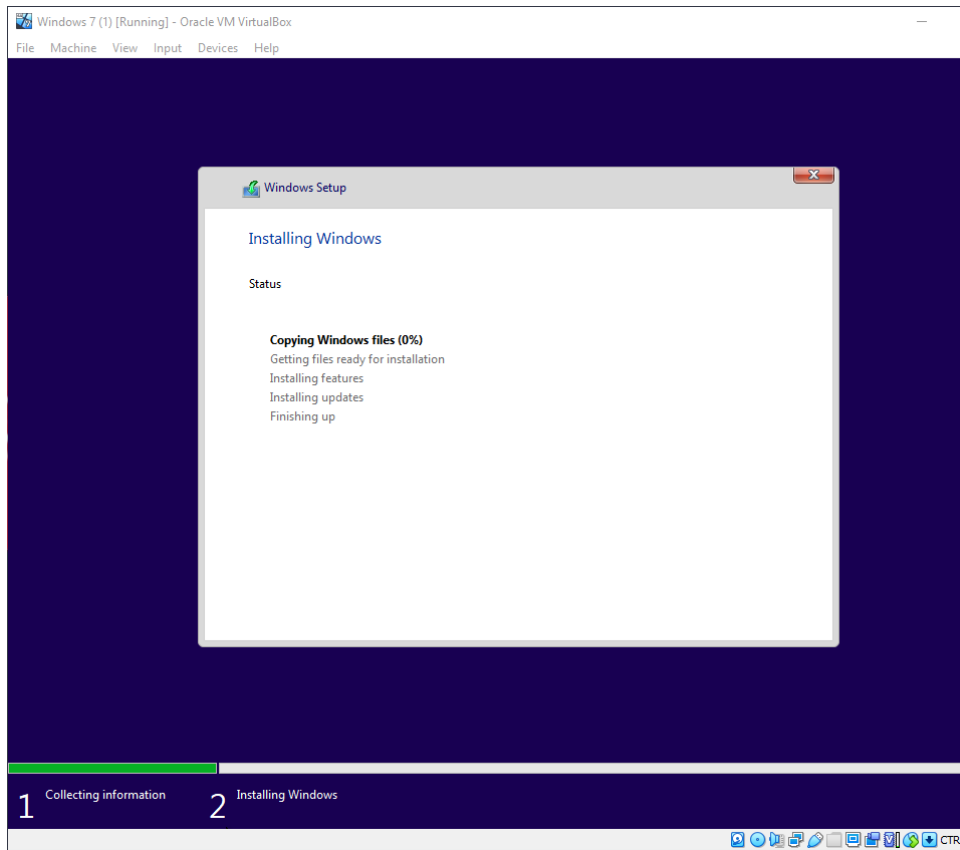 Windows 7 (1) [Running] - Oracle VM VirtualBox
File Machine View Input Devices Help
Windows Setup
Installing Windows
Status
Copying Windows files (0%)
Getting files ready for installation
Installing features
Installing updates
Finishing up
1 Collecting information 2 Installing Windows
CTR